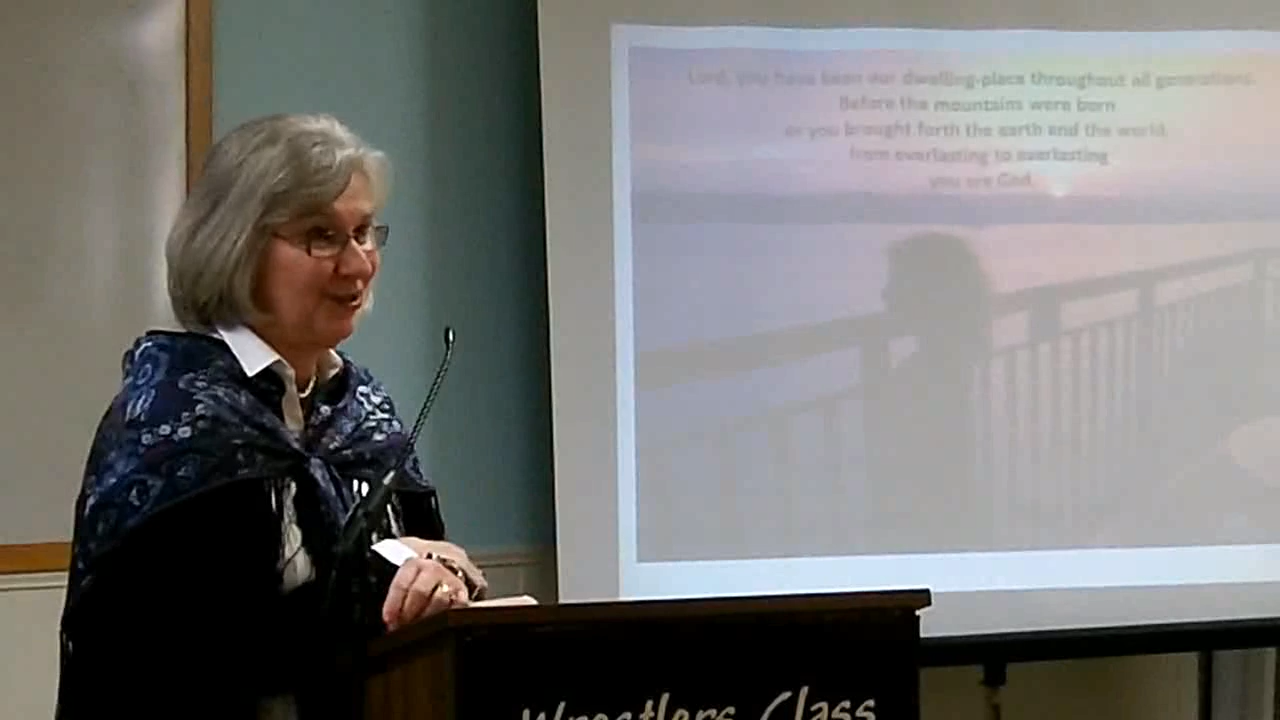 Lord, you have been our dwelling-place throughout all generations.
Before the mountains were born
or you brought forth the earth and the world,
from everlasting to everlasting
you are God.
Wrestlers Class